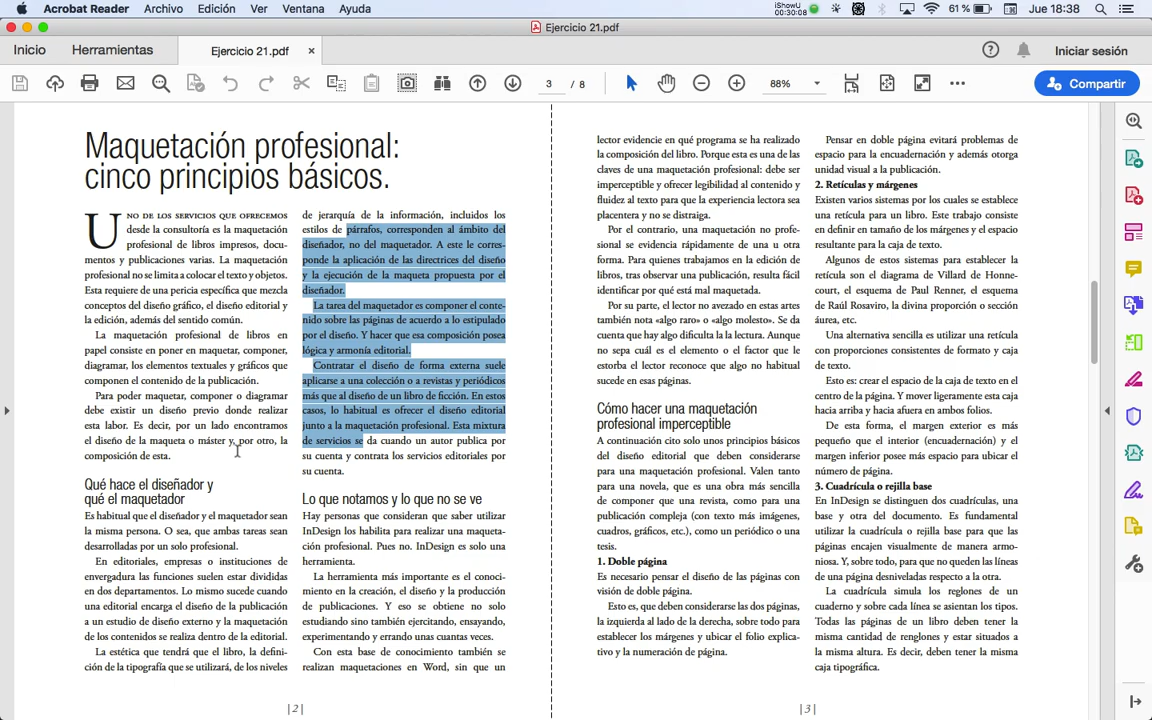 Acrobat Reader Archivo Edición Ver Ventana Ayuda
iShowU
00:30:08
61 % Jue 18:38
Ejercicio 21.pdf
Inicio Herramientas Ejercicio 21.pdf × Iniciar sesión
3 / 8 88% Compartir
Maquetación profesional:
cinco principios básicos.
UNO DE LOS SERVICIOS QUE OFRECEMOS
desde la consultoría es la maquetación
profesional de libros impresos, docu-
mentos y publicaciones varias. La maquetación
profesional no se limita a colocar el texto y objetos.
Esta requiere de una pericia específica que mezcla
conceptos del diseño gráfico, el diseño editorial y
la edición, además del sentido común.
La maquetación profesional de libros en
papel consiste en poner en maquetar, componer,
diagramar, los elementos textuales y gráficos que
componen el contenido de la publicación.
Para poder maquetar, componer o diagramar
debe existir un diseño previo donde realizar
esta labor. Es decir, por un lado encontramos
el diseño de la maqueta o máster y, por otro, la
composición de esta.
Qué hace el diseñador y
qué el maquetador
Es habitual que el diseñador y el maquetador sean
la misma persona. O sea, que ambas tareas sean
desarrolladas por un solo profesional.
En editoriales, empresas o instituciones de
envergadura las funciones suelen estar divididas
en dos departamentos. Lo mismo sucede cuando
una editorial encarga el diseño de la publicación
a un estudio de diseño externo y la maquetación
de los contenidos se realiza dentro de la editorial.
La estética que tendrá que el libro, la defini-
ción de la tipografía que se utilizará, de los niveles
de jerarquía de la información, incluidos los
estilos de párrafos, corresponden al ámbito del
diseñador, no del maquetador. A este le corres-
ponde la aplicación de las directrices del diseño
y la ejecución de la maqueta propuesta por el
diseñador.
La tarea del maquetador es componer el conte-
nido sobre las páginas de acuerdo a lo estipulado
por el diseño. Y hacer que esa composición posea
lógica y armonía editorial.
Contratar el diseño de forma externa suele
aplicarse a una colección o a revistas y periódicos
más que al diseño de un libro de ficción. En estos
casos, lo habitual es ofrecer el diseño editorial
junto a la maquetación profesional. Esta mixtura
de servicios se da cuando un autor publica por
su cuenta y contrata los servicios editoriales por
su cuenta.
Lo que notamos y lo que no se ve
Hay personas que consideran que saber utilizar
InDesign los habilita para realizar una maqueta-
ción profesional. Pues no. InDesign es solo una
herramienta.
La herramienta más importante es el conoci-
miento en la creación, el diseño y la producción
de publicaciones. Y eso se obtiene no solo
estudiando sino también ejercitando, ensayando,
experimentando y errando unas cuantas veces.
Con esta base de conocimiento también se
realizan maquetaciones en Word, sin que un
|2|
lector evidencie en qué programa se ha realizado
la composición del libro. Porque esta es una de las
claves de una maquetación profesional: debe ser
imperceptible y ofrecer legibilidad al contenido y
fluidez al texto para que la experiencia lectora sea
placentera y no se distraiga.
Por el contrario, una maquetación no profe-
sional se evidencia rápidamente de una u otra
forma. Para quienes trabajamos en la edición de
libros, tras observar una publicación, resulta fácil
identificar por qué está mal maquetada.
Por su parte, el lector no avezado en estas artes
también nota «algo raro» o «algo molesto». Se da
cuenta que hay algo dificulta la la lectura. Aunque
no sepa cuál es el elemento o el factor que le
estorba el lector reconoce que algo no habitual
sucede en esas páginas.
Cómo hacer una maquetación
profesional imperceptible
A continuación cito solo unos principios básicos
del diseño editorial que deben considerarse
para una maquetación profesional. Valen tanto
para una novela, que es una obra más sencilla
de componer que una revista, como para una
publicación compleja (con texto más imágenes,
cuadros, gráficos, etc.), como un periódico o una
tesis.
1. Doble página
Es necesario pensar el diseño de las páginas con
visión de doble página.
Esto es, que deben considerarse las dos páginas,
la izquierda al lado de la derecha, sobre todo para
establecer los márgenes y ubicar el folio explica-
tivo y la numeración de página.
Pensar en doble página evitará problemas de
espacio para la encuadernación y además otorga
unidad visual a la publicación.
2. Retículas y márgenes
Existen varios sistemas por los cuales se establece
una retícula para un libro. Este trabajo consiste
en definir en tamaño de los márgenes y el espacio
resultante para la caja de texto.
Algunos de estos sistemas para establecer la
retícula son el diagrama de Villard de Honne-
court, el esquema de Paul Renner, el esquema
de Raúl Rosaviro, la divina proporción o sección
áurea, etc.
Una alternativa sencilla es utilizar una retícula
con proporciones consistentes de formato y caja
de texto.
Esto es: crear el espacio de la caja de texto en el
centro de la página. Y mover ligeramente esta caja
hacia arriba y hacia afuera en ambos folios.
De esta forma, el margen exterior es más
pequeño que el interior (encuadernación) y el
margen inferior posee más espacio para ubicar el
número de página.
3. Cuadrícula o rejilla base
En InDesign se distinguen dos cuadrículas, una
base y otra del documento. Es fundamental
utilizar la cuadrícula o rejilla base para que las
páginas encajen visualmente de manera armo-
niosa. Y, sobre todo, para que no queden las líneas
de una página desniveladas respecto a la otra.
La cuadrícula simula los reglones de un
cuaderno y sobre cada línea se asientan los tipos.
Todas las páginas de un libro deben tener la
misma cantidad de renglones y estar situados a
la misma altura. Es decir, deben tener la misma
caja tipográfica.
|3|